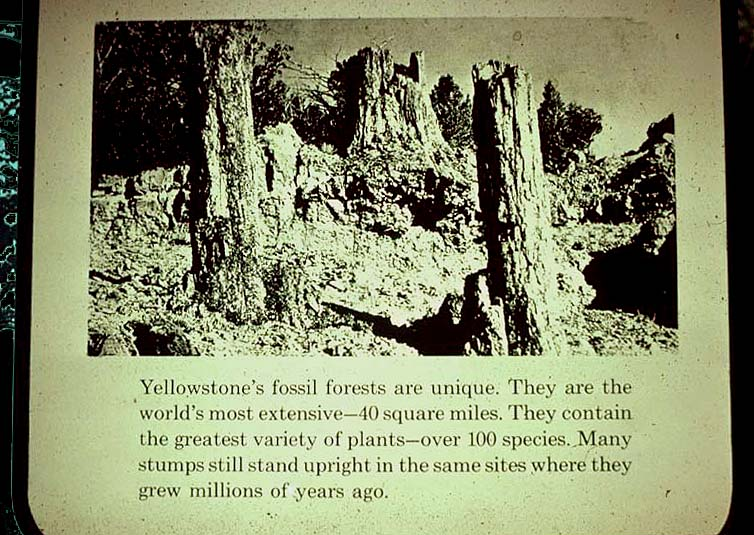 Yellowstone's fossil forests are unique. They are the
world's most extensive—40 square miles. They contain
the greatest variety of plants—over 100 species. Many
stumps still stand upright in the same sites where they
grew millions of years ago.